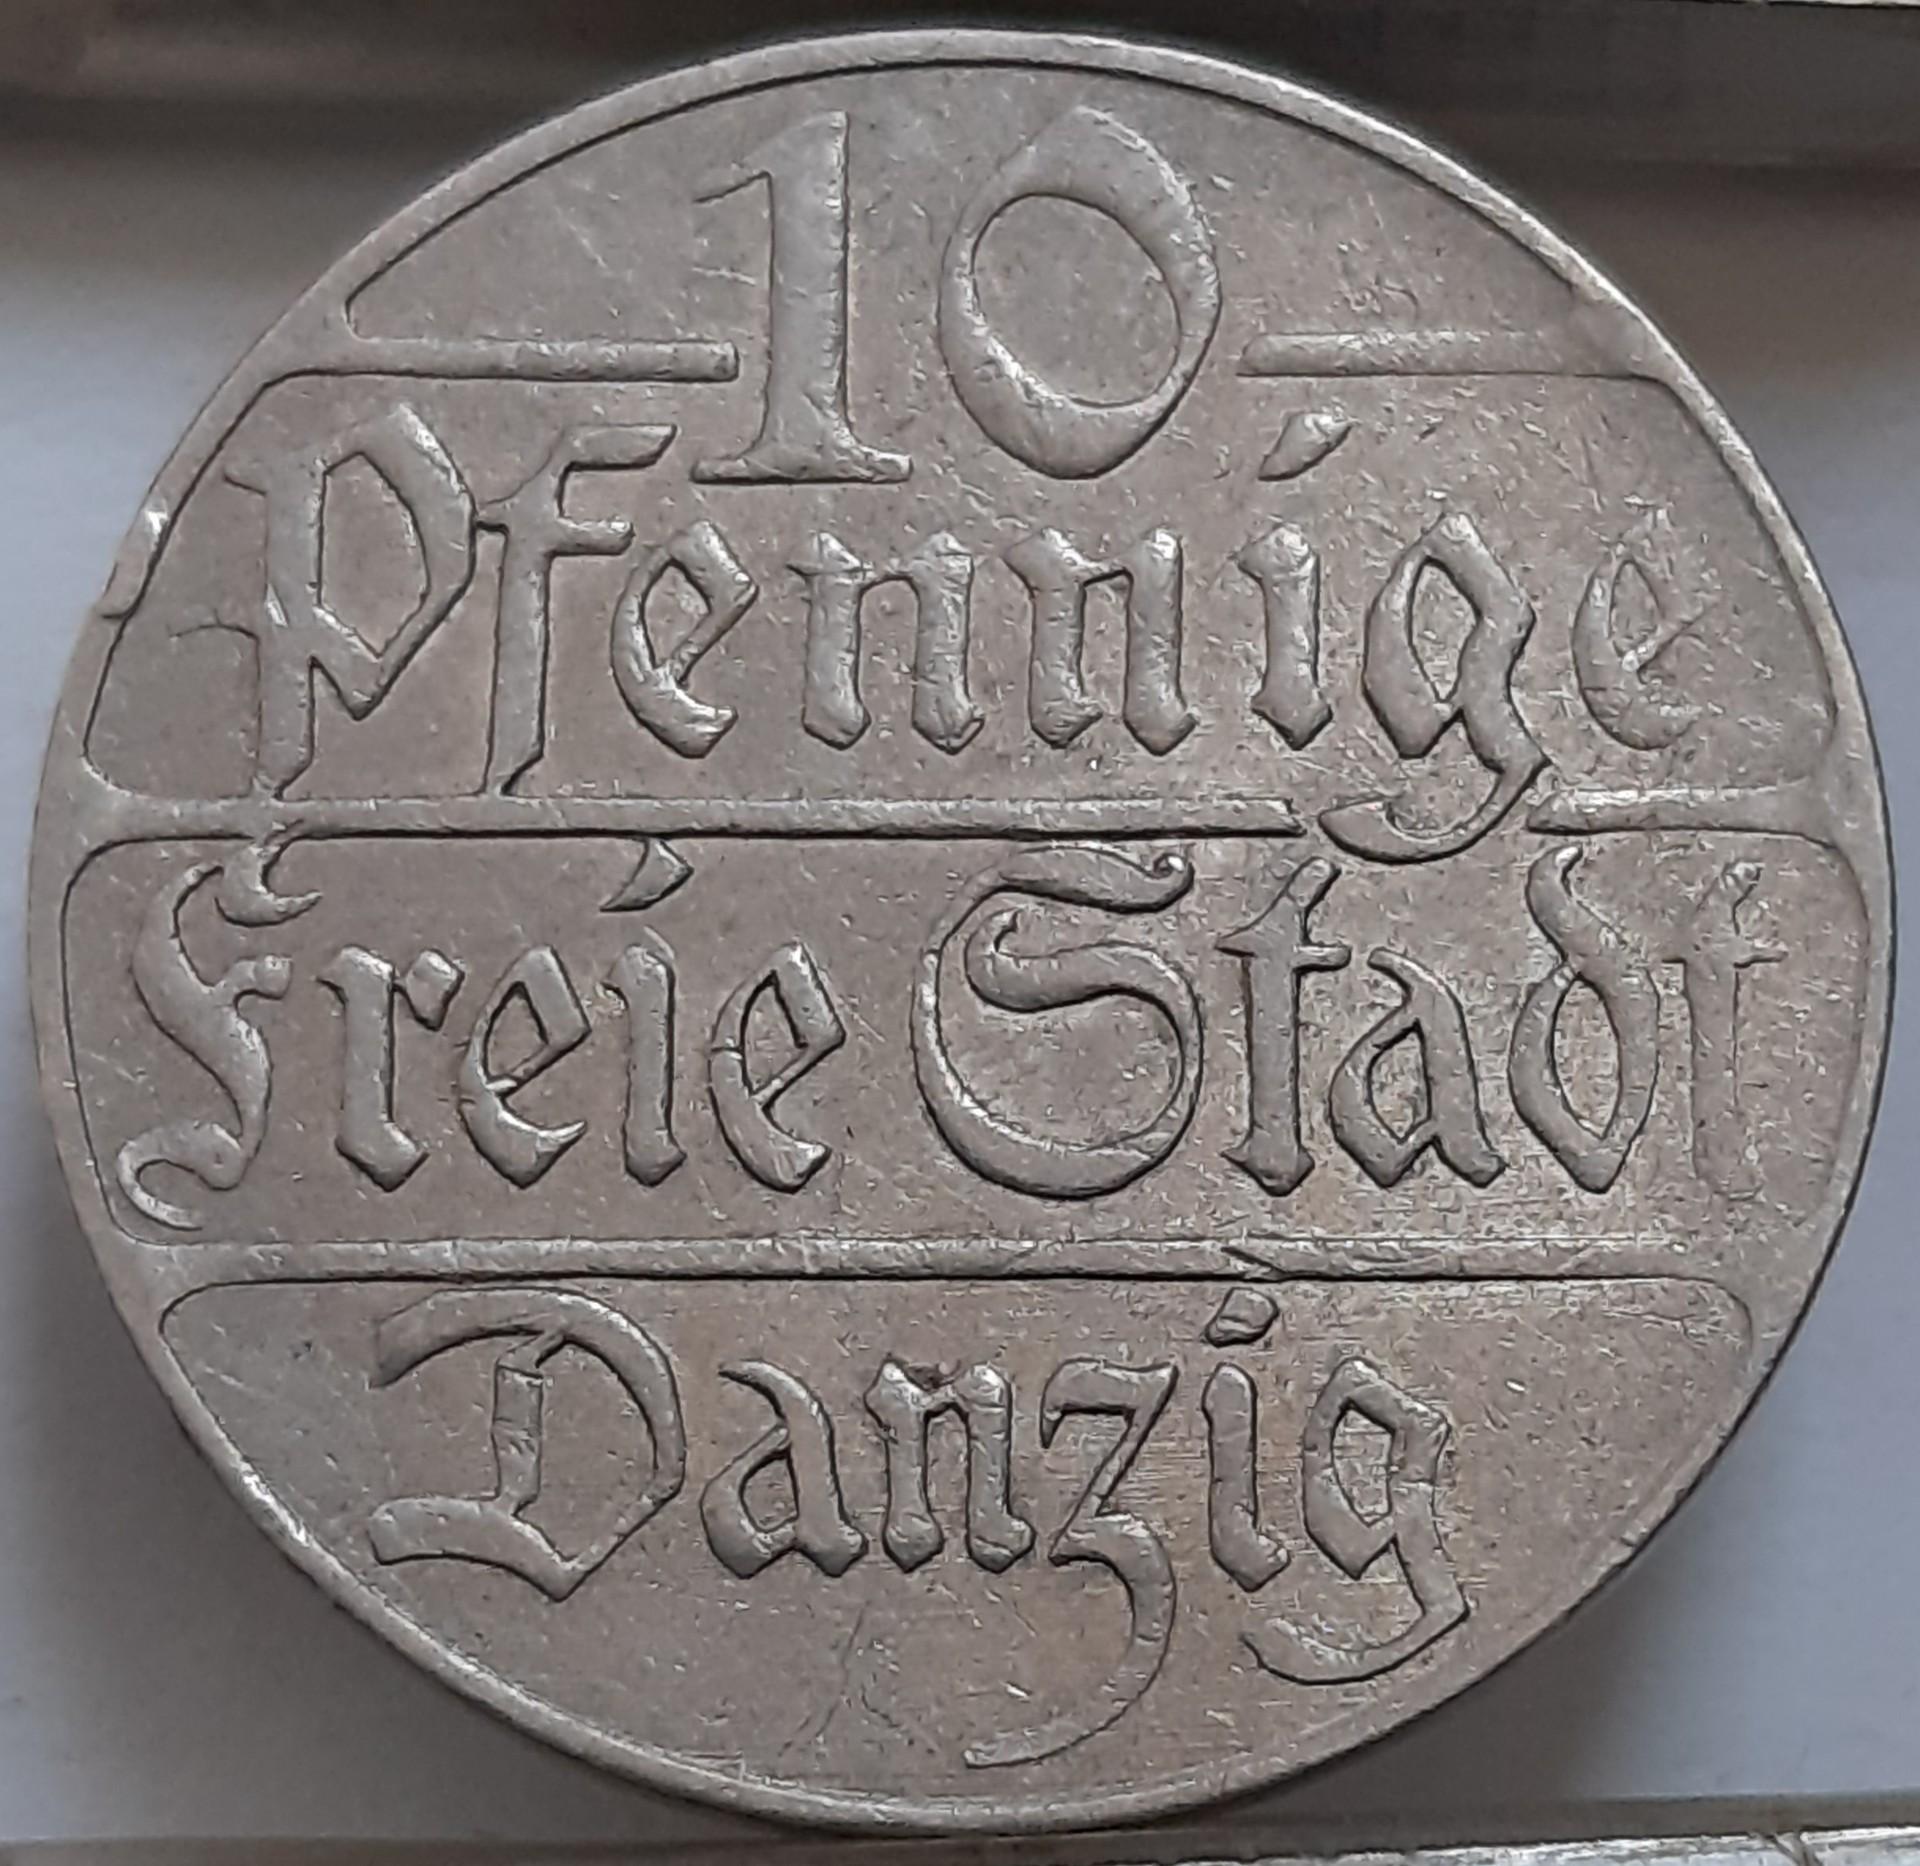 10
Pfennige
Freie Stadt
Danzig